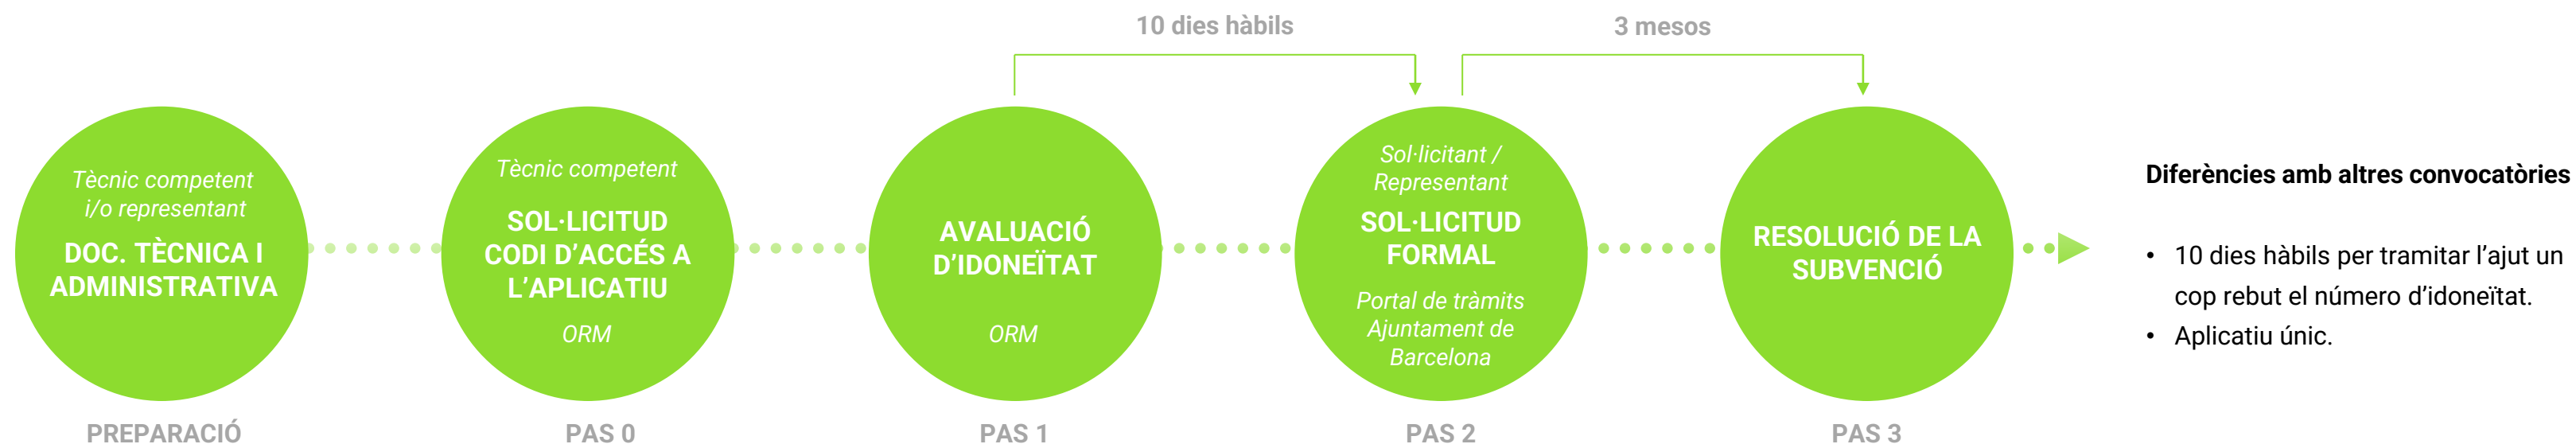 10 dies hàbils
3 mesos
Tècnic competent
i/o representant
DOC. TÈCNICA I
ADMINISTRATIVA
PREPARACIÓ
Tècnic competent
SOL·LICITUD
CODI D’ACCÉS A
L’APLICATIU
ORM
PAS 0
AVALUACIÓ
D’IDONEÏTAT
ORM
PAS 1
Sol·licitant /
Representant
SOL·LICITUD
FORMAL
Portal de tràmits
Ajuntament de
Barcelona
PAS 2
RESOLUCIÓ DE LA
SUBVENCIÓ
PAS 3
Diferències amb altres convocatòries
• 10 dies hàbils per tramitar l’ajut un
cop rebut el número d’idoneïtat.
• Aplicatiu únic.